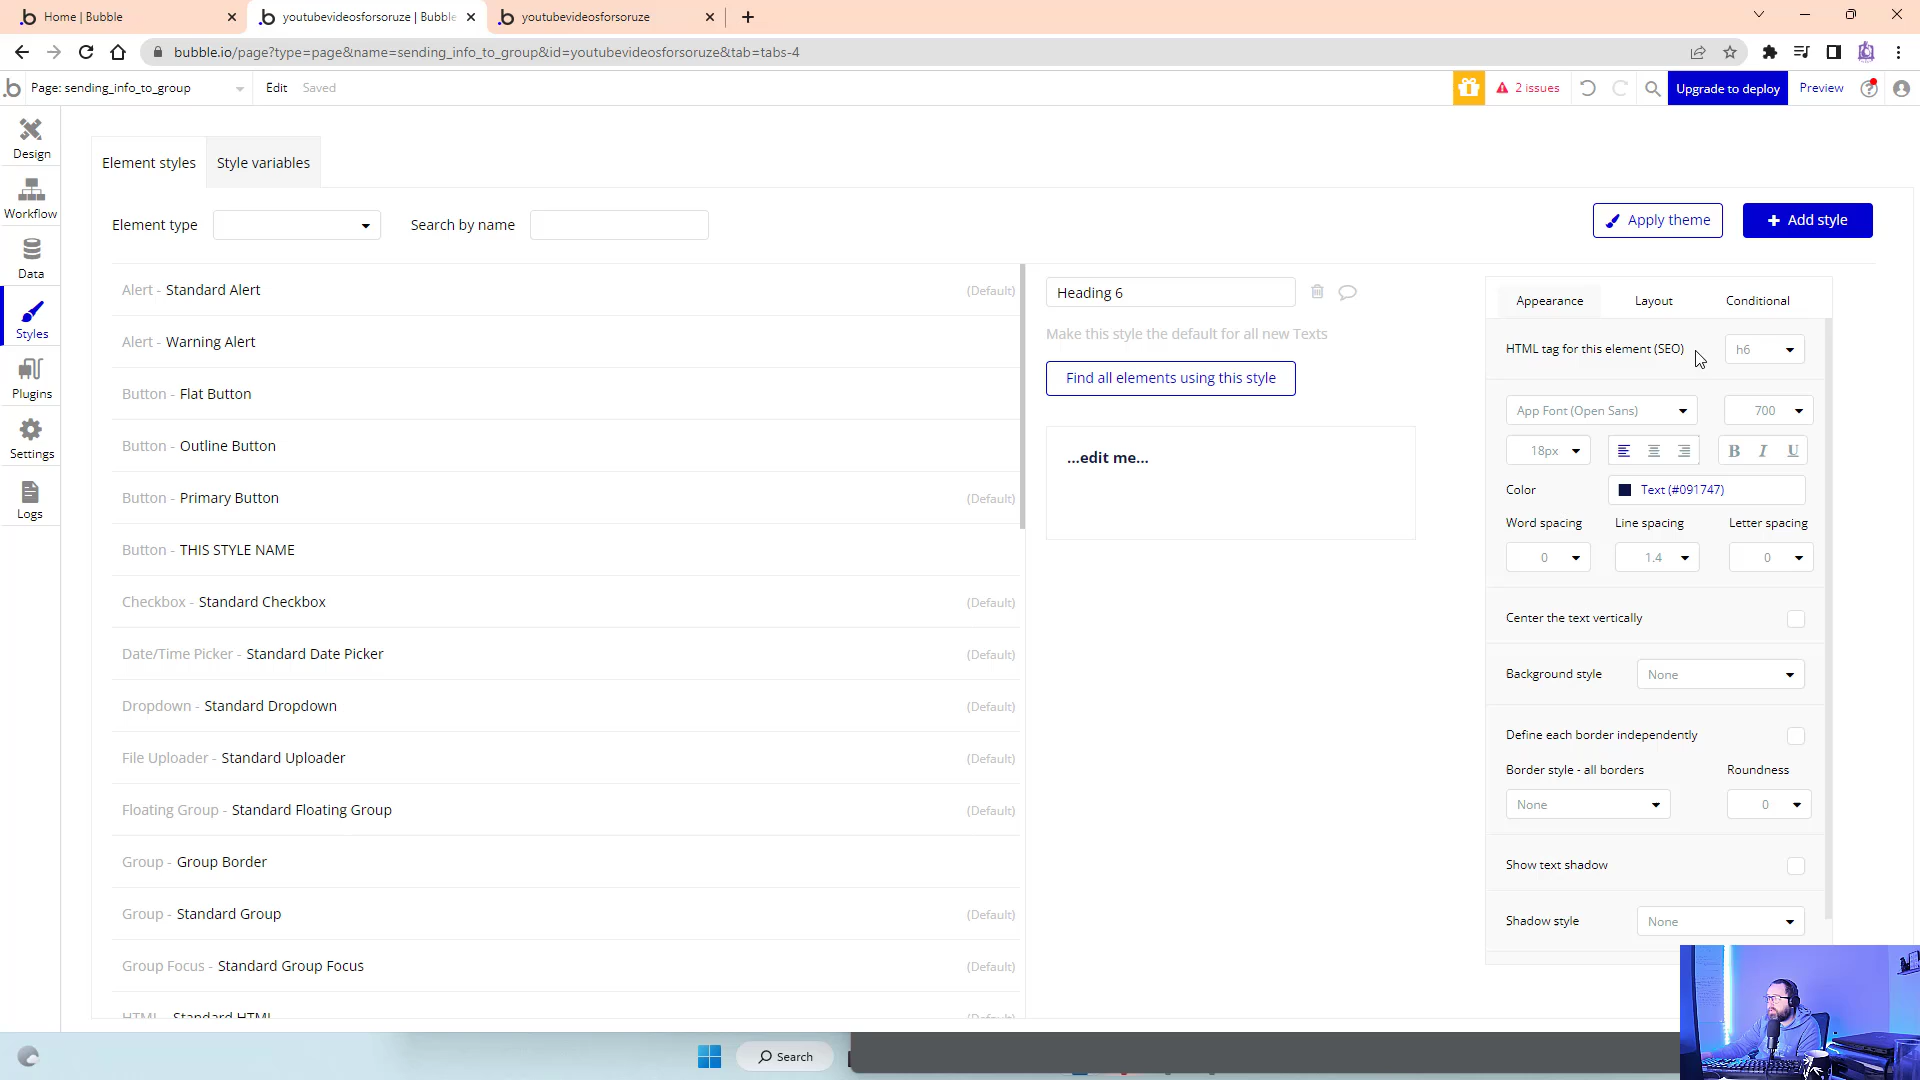 Home | Bubble
youtubevideosforsoruze | Bubble
youtubevideosforsoruze
bubble.io/page?type=page&name=sending_info_to_group&id=youtubevideosforsoruze&tab=tabs-4
Page: sending_info_to_group
Edit
Saved
2 issues
Upgrade to deploy
Preview
Design
Workflow
Data
Styles
Plugins
Settings
Logs
Element styles
Style variables
Element type
Search by name
Apply theme
+ Add style
Alert - Standard Alert (Default)
Alert - Warning Alert
Button - Flat Button
Button - Outline Button
Button - Primary Button (Default)
Button - THIS STYLE NAME
Checkbox - Standard Checkbox (Default)
Date/Time Picker - Standard Date Picker (Default)
Dropdown - Standard Dropdown (Default)
File Uploader - Standard Uploader (Default)
Floating Group - Standard Floating Group (Default)
Group - Group Border
Group - Standard Group (Default)
Group Focus - Standard Group Focus (Default)
HTML - Standard HTML (Default)
Heading 6
Make this style the default for all new Texts
Find all elements using this style
...edit me...
Appearance
Layout
Conditional
HTML tag for this element (SEO)
h6
App Font (Open Sans)
700
18px
B I U
Color
Text (#091747)
Word spacing
Line spacing
Letter spacing
0
1.4
0
Center the text vertically
Background style
None
Define each border independently
Border style - all borders
Roundness
None
0
Show text shadow
Shadow style
None
Search